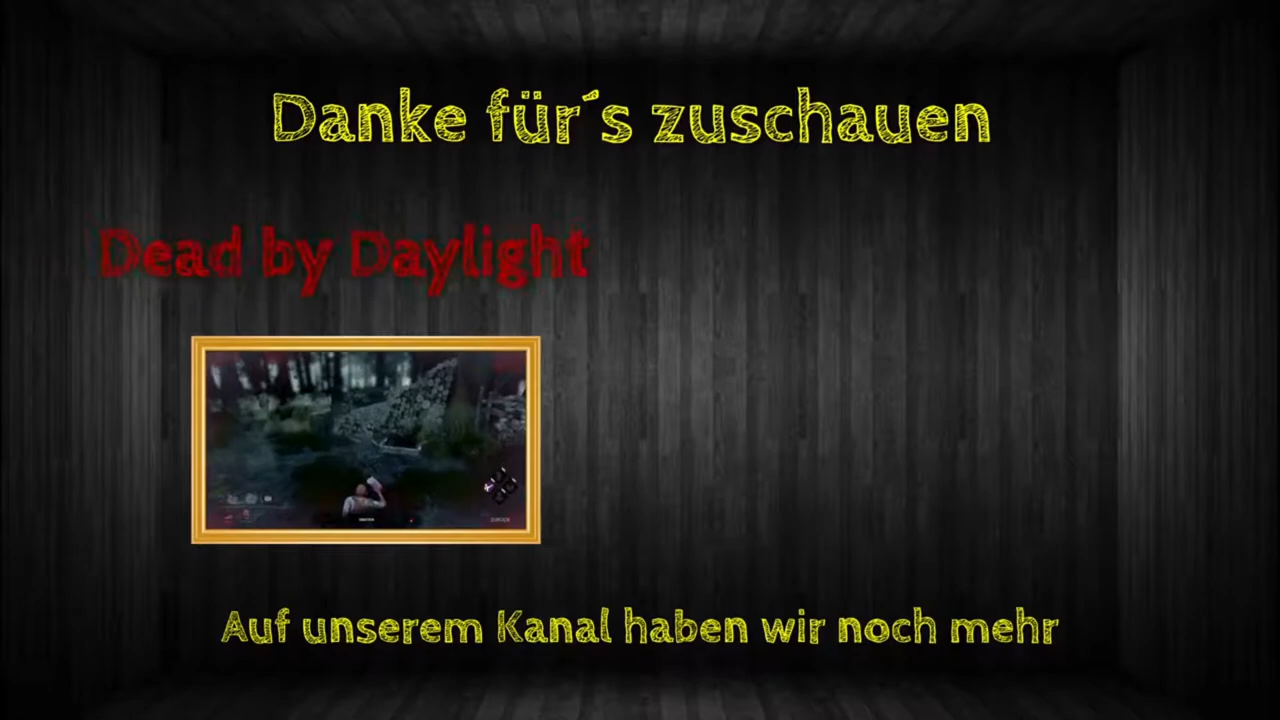 Danke für´s zuschauen
Dead by Daylight
Auf unserem Kanal haben wir noch mehr